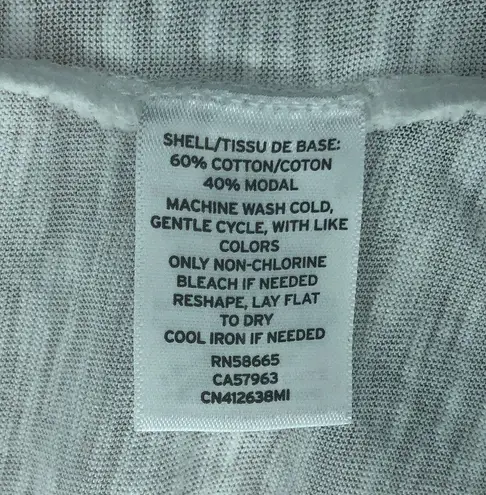 SHELL/TISSU DE BASE:
60% COTTON/COTON
40% MODAL
MACHINE WASH COLD,
GENTLE CYCLE, WITH LIKE
COLORS
ONLY NON-CHLORINE
BLEACH IF NEEDED
RESHAPE, LAY FLAT
TO DRY
COOL IRON IF NEEDED
RN58665
CA57963
CN412638MI